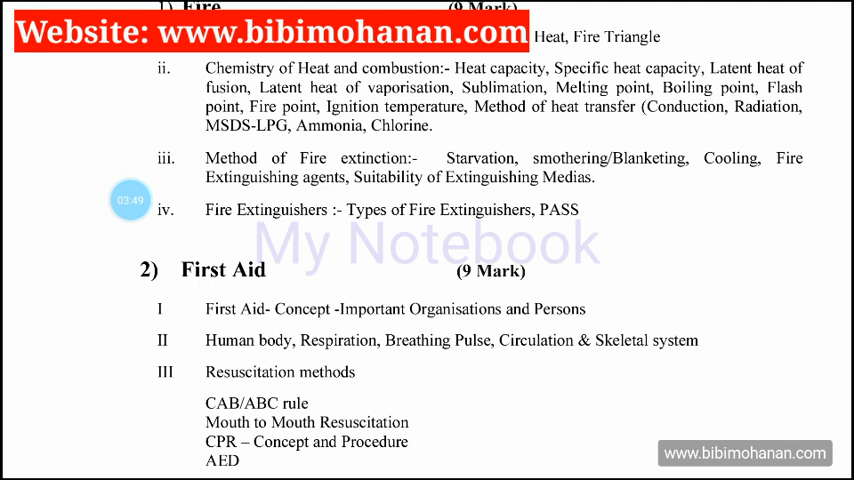 1) Fire (9 Mark)
Website: www.bibimohanan.com Heat, Fire Triangle
ii. Chemistry of Heat and combustion:- Heat capacity, Specific heat capacity, Latent heat of
fusion, Latent heat of vaporisation, Sublimation, Melting point, Boiling point, Flash
point, Fire point, Ignition temperature, Method of heat transfer (Conduction, Radiation,
MSDS-LPG, Ammonia, Chlorine.
iii. Method of Fire extinction:- Starvation, smothering/Blanketing, Cooling, Fire
Extinguishing agents, Suitability of Extinguishing Medias.
03:49
iv. Fire Extinguishers :- Types of Fire Extinguishers, PASS
My Notebook
2) First Aid (9 Mark)
I First Aid- Concept -Important Organisations and Persons
II Human body, Respiration, Breathing Pulse, Circulation & Skeletal system
III Resuscitation methods
CAB/ABC rule
Mouth to Mouth Resuscitation
CPR – Concept and Procedure
AED
www.bibimohanan.com